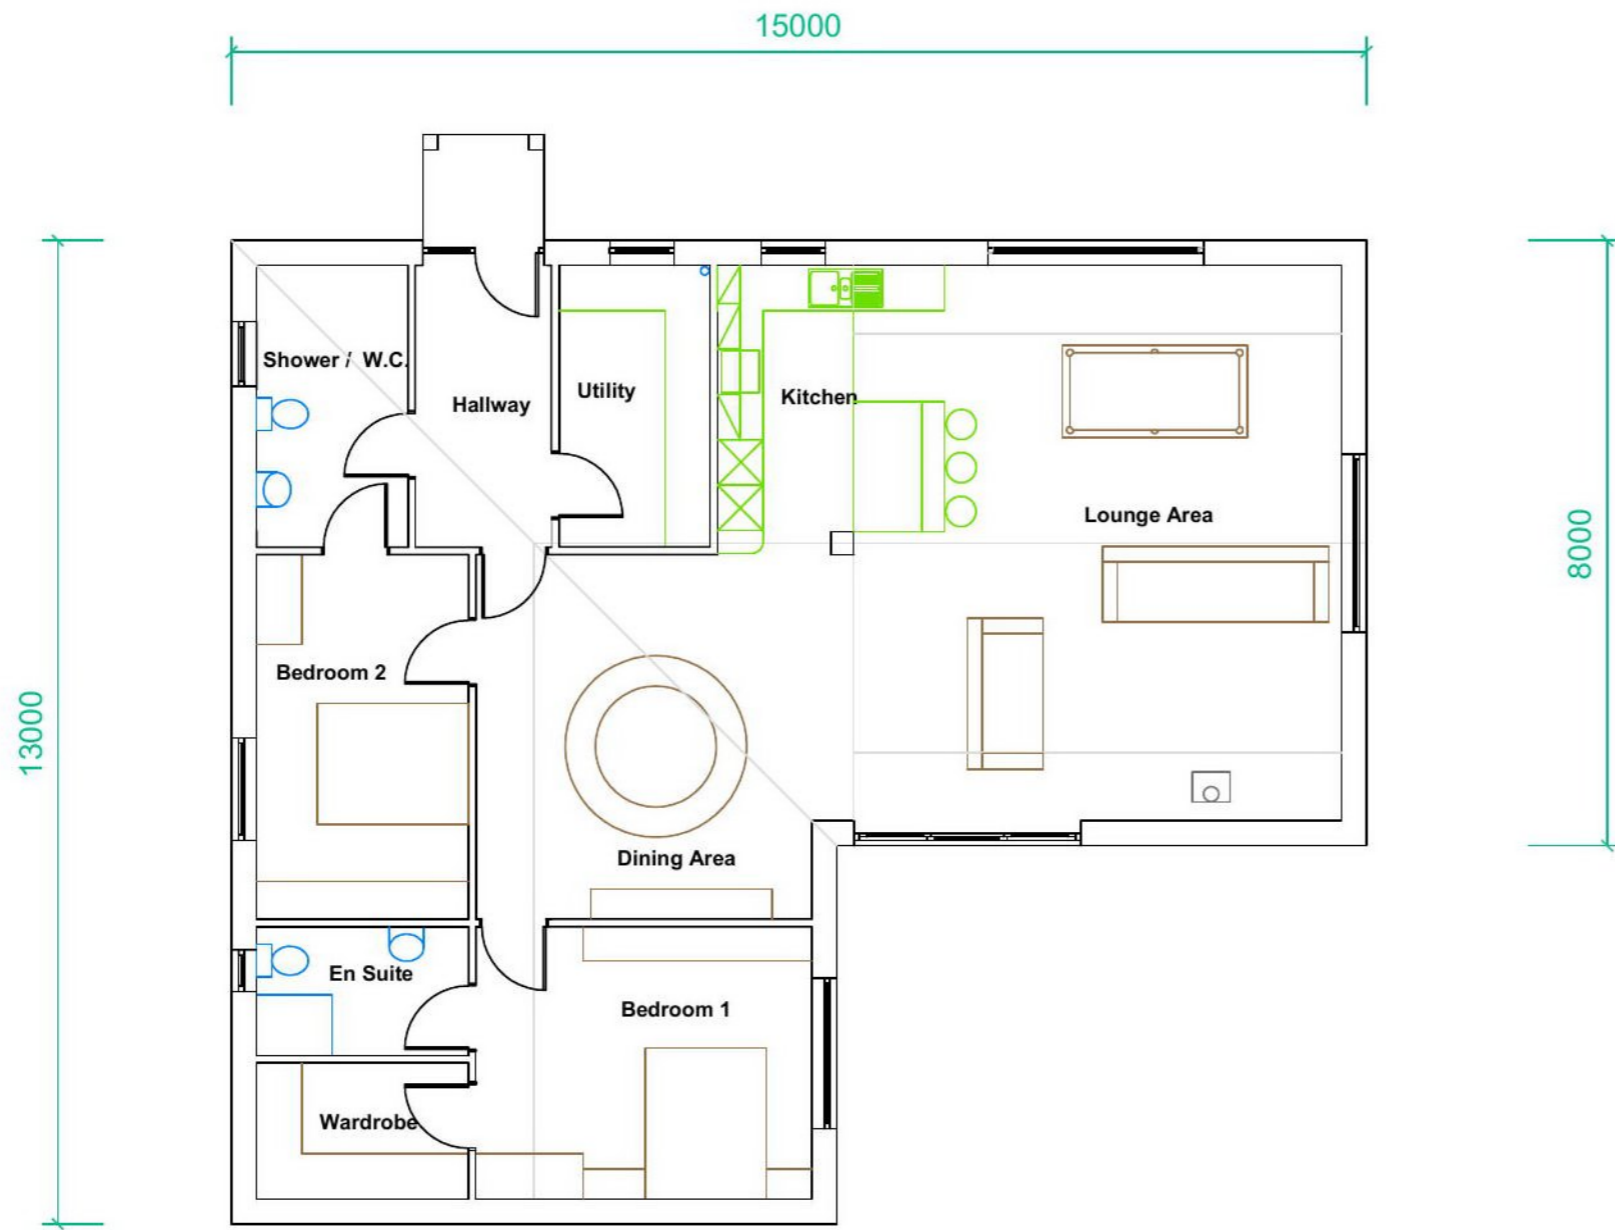 15000
Shower / W.C.
Hallway
Utility
Kitchen
Lounge Area
8000
13000
Bedroom 2
Dining Area
En Suite
Bedroom 1
Wardrobe